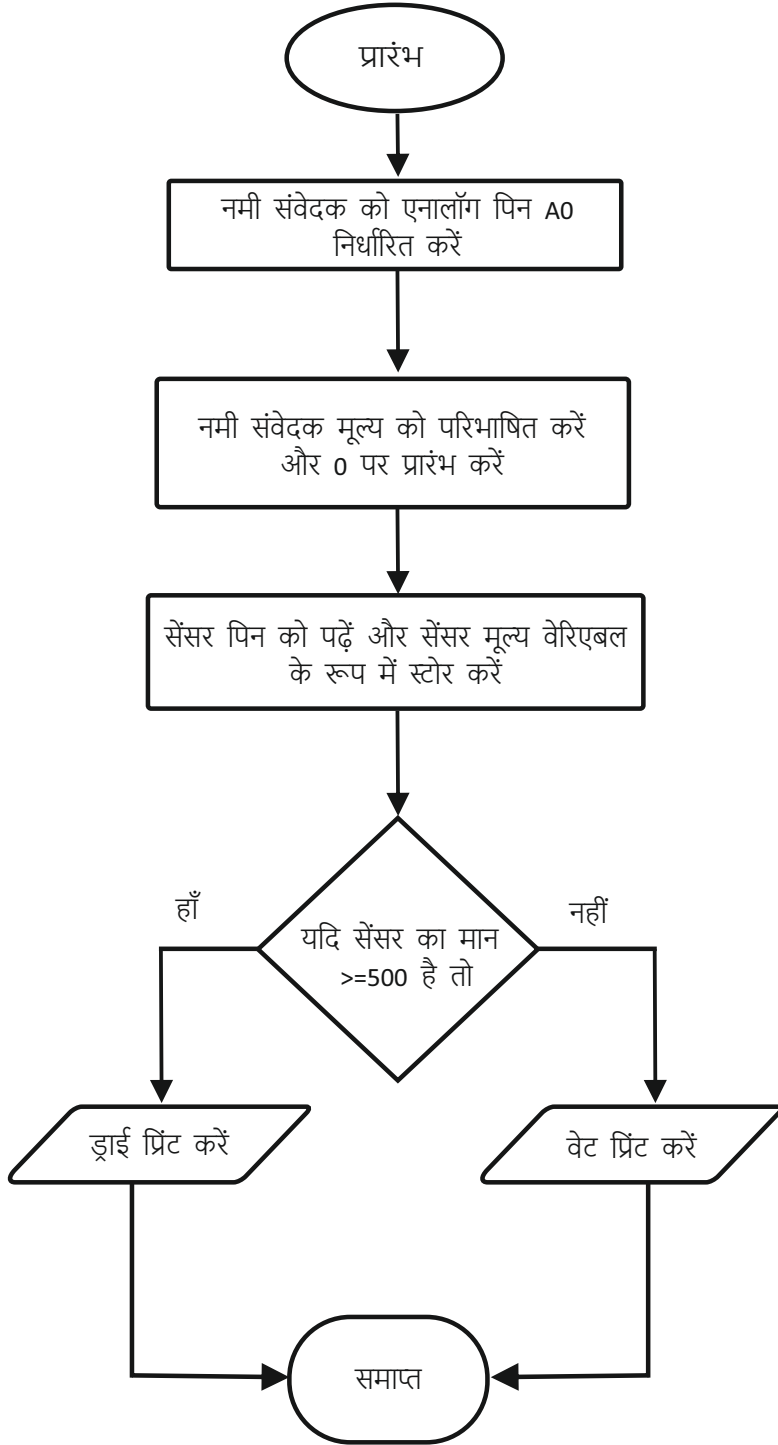 प्रारंभ
नमी संवेदक को एनालॉग पिन A0
निर्धारित करें
नमी संवेदक मूल्य को परिभाषित करें
और 0 पर प्रारंभ करें
सेंसर पिन को पढ़ें और सेंसर मूल्य वेरिएबल
के रूप में स्टोर करें
हाँ
नहीं
यदि सेंसर का मान
>=500 है तो
ड्राई प्रिंट करें
वेट प्रिंट करें
समाप्त